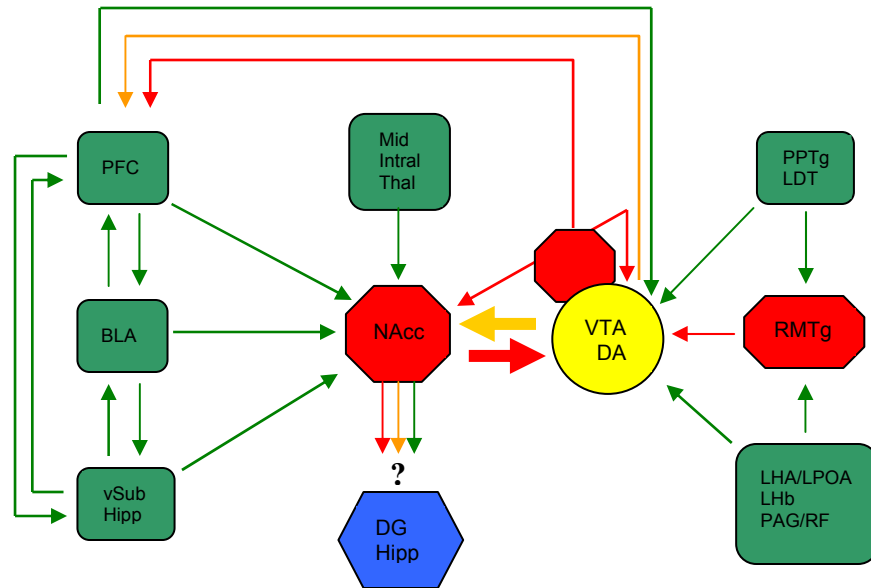 PFC
Mid
Intral
Thal
PPTg
LDT
BLA
NAcc
VTA
DA
RMTg
vSub
Hipp
?
DG
Hipp
LHA/LPOA
LHb
PAG/RF